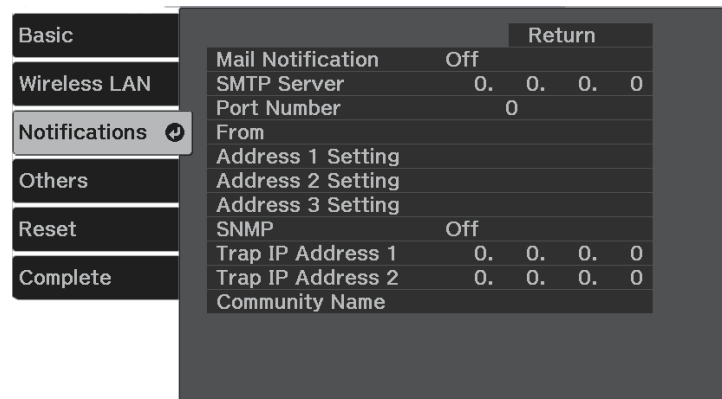 Basic
Wireless LAN
Notifications
Others
Reset
Complete
Return
Mail Notification Off
SMTP Server 0. 0. 0. 0
Port Number 0
From
Address 1 Setting
Address 2 Setting
Address 3 Setting
SNMP Off
Trap IP Address 1 0. 0. 0. 0
Trap IP Address 2 0. 0. 0. 0
Community Name